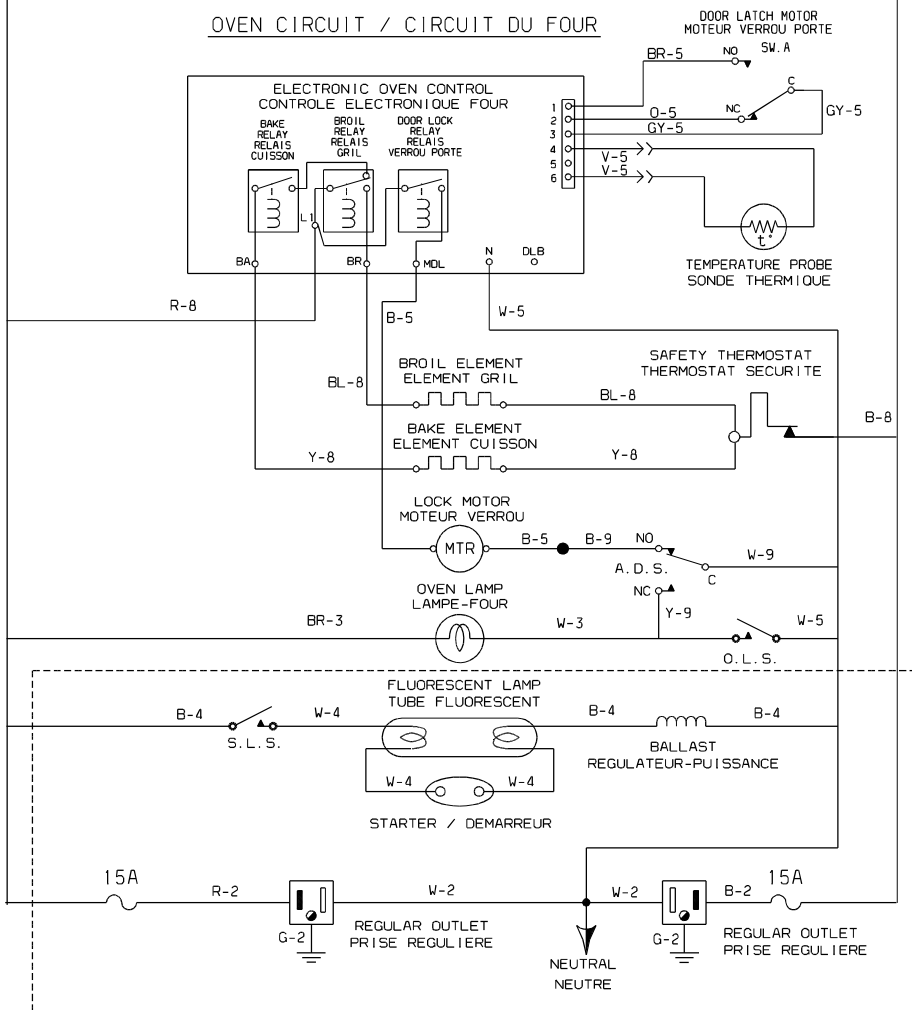 OVEN CIRCUIT / CIRCUIT DU FOUR
DOOR LATCH MOTOR
MOTEUR VERROU PORTE
BR-5
NO
SW.A
ELECTRONIC OVEN CONTROL
CONTROLE ELECTRONIQUE FOUR
BAKE
RELAY
RELAIS
CUISSON
BROIL
RELAY
RELAIS
GRIL
DOOR LOCK
RELAY
RELAIS
VERROU PORTE
1
2
3
4
5
6
O-5
NC
C
GY-5
GY-5
V-5
V-5
t°
TEMPERATURE PROBE
SONDE THERMIQUE
L1
BA
BR
MDL
N
DLB
R-8
B-5
W-5
BROIL ELEMENT
ELEMENT GRIL
BL-8
BL-8
SAFETY THERMOSTAT
THERMOSTAT SECURITE
B-8
BAKE ELEMENT
ELEMENT CUISSON
Y-8
Y-8
LOCK MOTOR
MOTEUR VERROU
MTR
B-5
B-9
NO
A.D.S.
C
W-9
NC
Y-9
OVEN LAMP
LAMPE-FOUR
BR-3
W-3
W-5
O.L.S.
FLUORESCENT LAMP
TUBE FLUORESCENT
B-4
W-4
S.L.S.
B-4
B-4
BALLAST
REGULATEUR-PUISSANCE
W-4
W-4
STARTER / DEMARREUR
15A
R-2
W-2
W-2
B-2
15A
G-2
REGULAR OUTLET
PRISE REGULIERE
G-2
REGULAR OUTLET
PRISE REGULIERE
NEUTRAL
NEUTRE